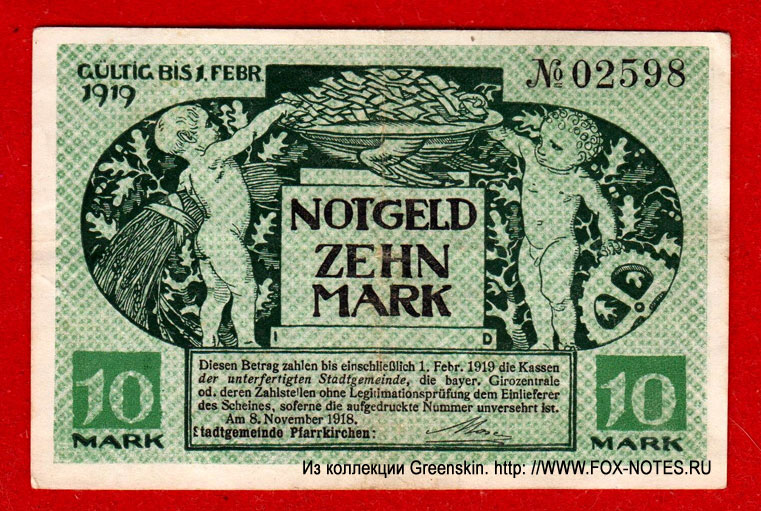 GÜLTIG BIS 1. FEBR.
1919
№ 02598
NOTGELD
ZEHN
MARK
I D
10
MARK
10
MARK
Diesen Betrag zahlen bis einschließlich 1. Febr. 1919 die Kassen
der unterfertigten Stadtgemeinde, die bayer. Girozentrale
od. deren Zahlstellen ohne Legitimationsprüfung dem Einlieferer
des Scheines, soferne die aufgedruckte Nummer unversehrt ist.
Am 8. November 1918.
Stadtgemeinde Pfarrkirchen:
Из коллекции Greenskin. http: //WWW.FOX-NOTES.RU